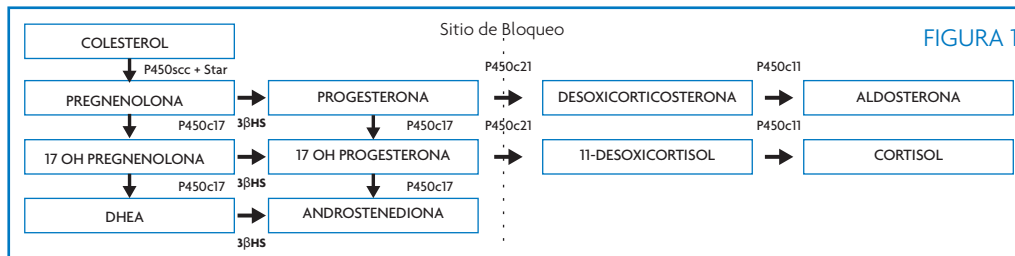 Sitio de Bloqueo
FIGURA 1
COLESTEROL
P450scc + Star
P450c21
P450c11
PREGNENOLONA
3βHS
PROGESTERONA
DESOXICORTICOSTERONA
ALDOSTERONA
P450c17
P450c17
P450c21
P450c11
17 OH PREGNENOLONA
3βHS
17 OH PROGESTERONA
11-DESOXICORTISOL
CORTISOL
P450c17
P450c17
DHEA
3βHS
ANDROSTENEDIONA